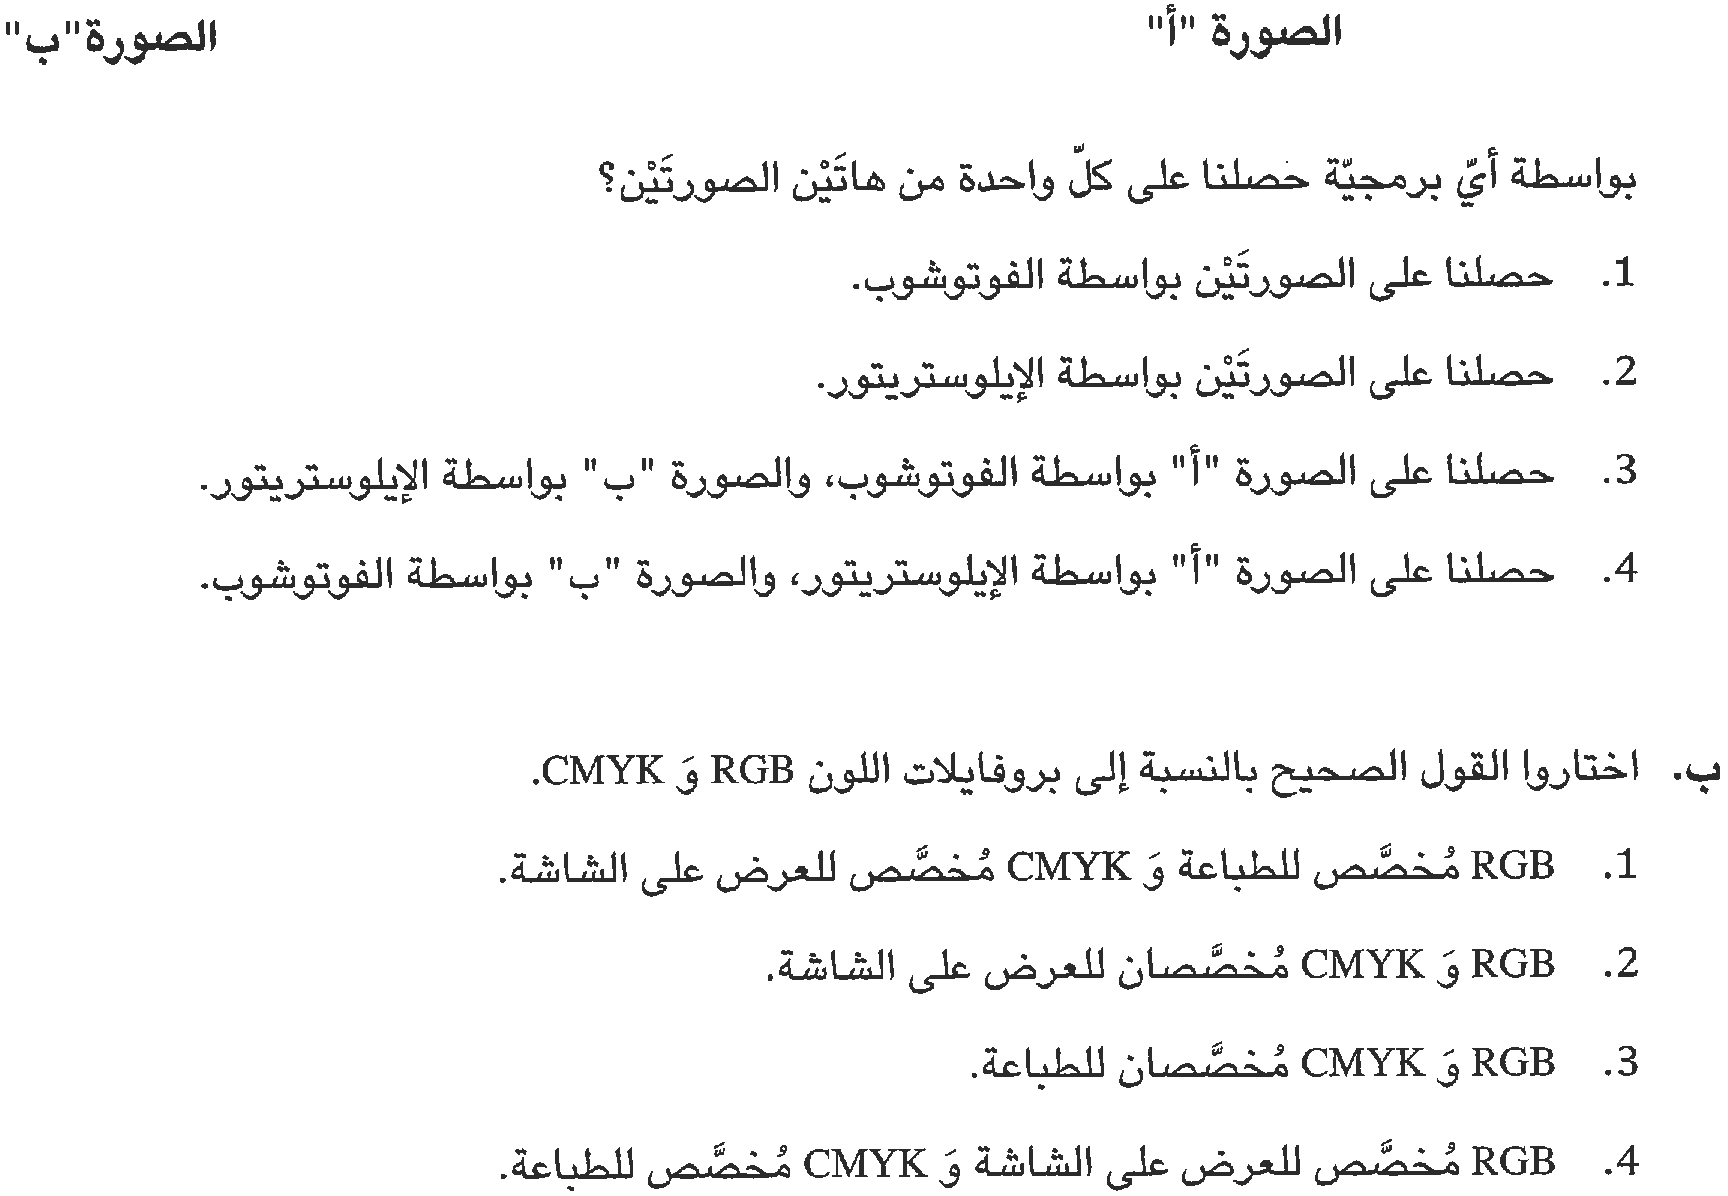 الصورة "أ" الصورة"ب"
بواسطة أيّ برمجيّة حصلنا على كلّ واحدة من هاتَيْن الصورتَيْن؟
1. حصلنا على الصورتَيْن بواسطة الفوتوشوب.
2. حصلنا على الصورتَيْن بواسطة الإيلوستريتور.
3. حصلنا على الصورة "أ" بواسطة الفوتوشوب، والصورة "ب" بواسطة الإيلوستريتور.
4. حصلنا على الصورة "أ" بواسطة الإيلوستريتور، والصورة "ب" بواسطة الفوتوشوب.
ب. اختاروا القول الصحيح بالنسبة إلى بروفايلات اللون RGB وَ CMYK.
1. RGB مُخصَّص للطباعة وَ CMYK مُخصَّص للعرض على الشاشة.
2. RGB وَ CMYK مُخصَّصان للعرض على الشاشة.
3. RGB وَ CMYK مُخصَّصان للطباعة.
4. RGB مُخصَّص للعرض على الشاشة وَ CMYK مُخصَّص للطباعة.